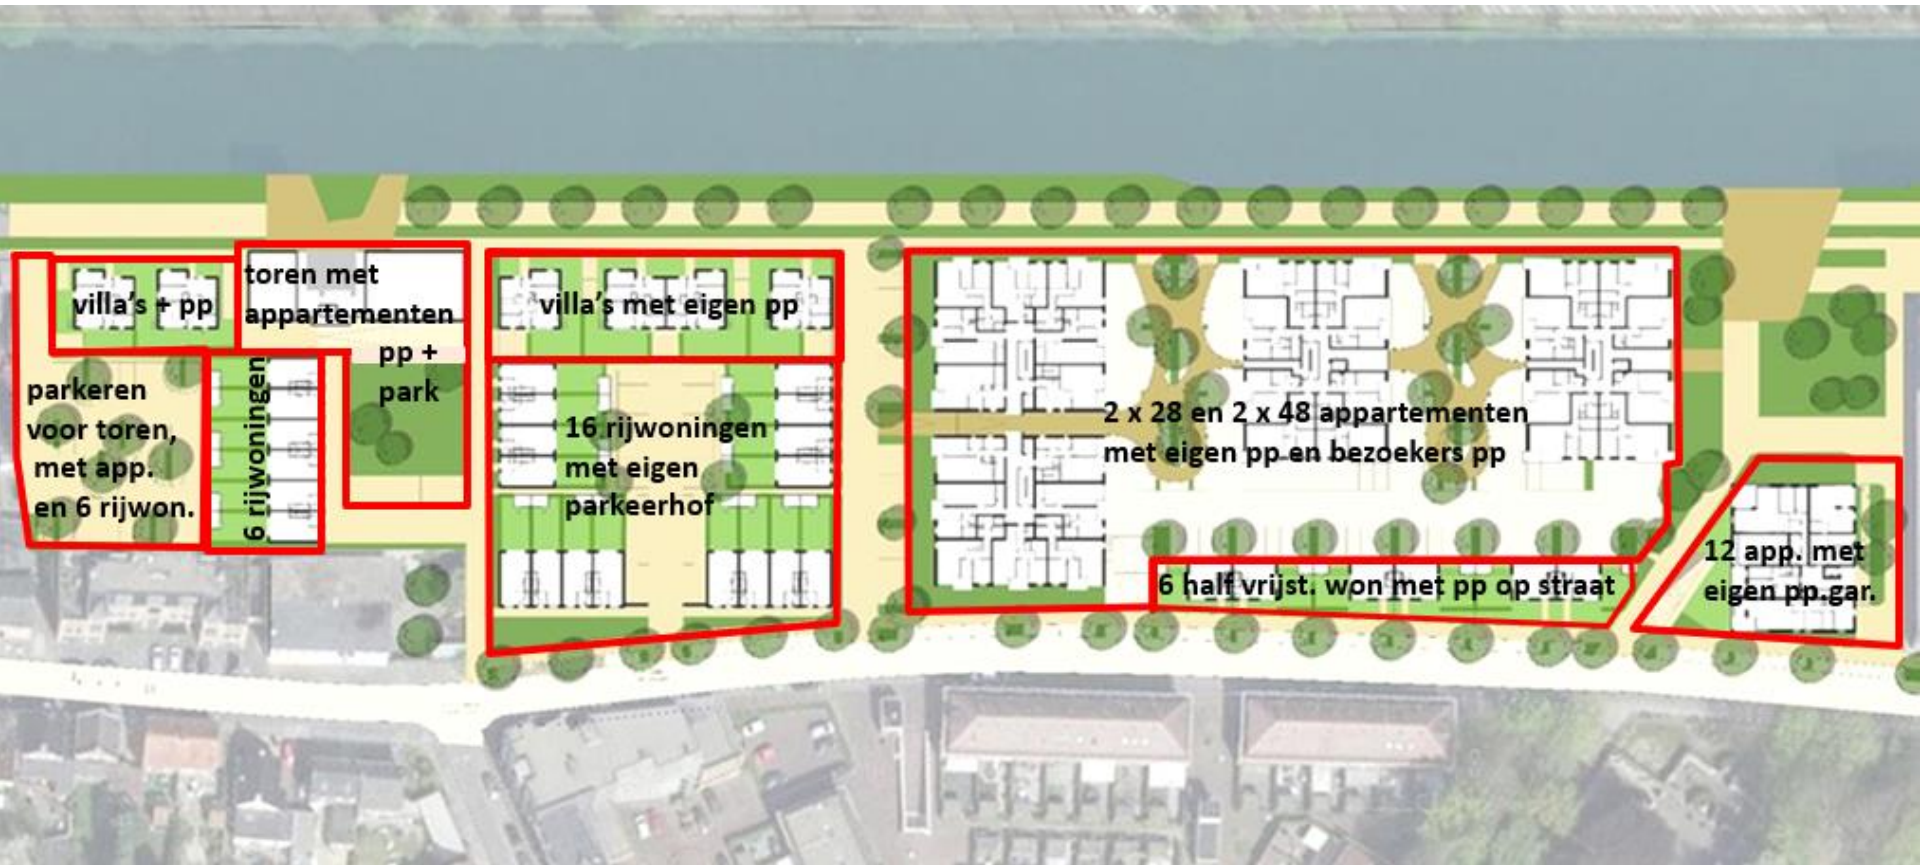 villa's + pp
toren met
appartementen
pp +
park
parkeren
voor toren,
met app.
en 6 rijwon.
6 rijwoningen
villa's met eigen pp
16 rijwoningen
met eigen
parkeerhof
2 x 28 en 2 x 48 appartementen
met eigen pp en bezoekers pp
6 half vrijst. won met pp op straat
12 app. met
eigen pp.gar.